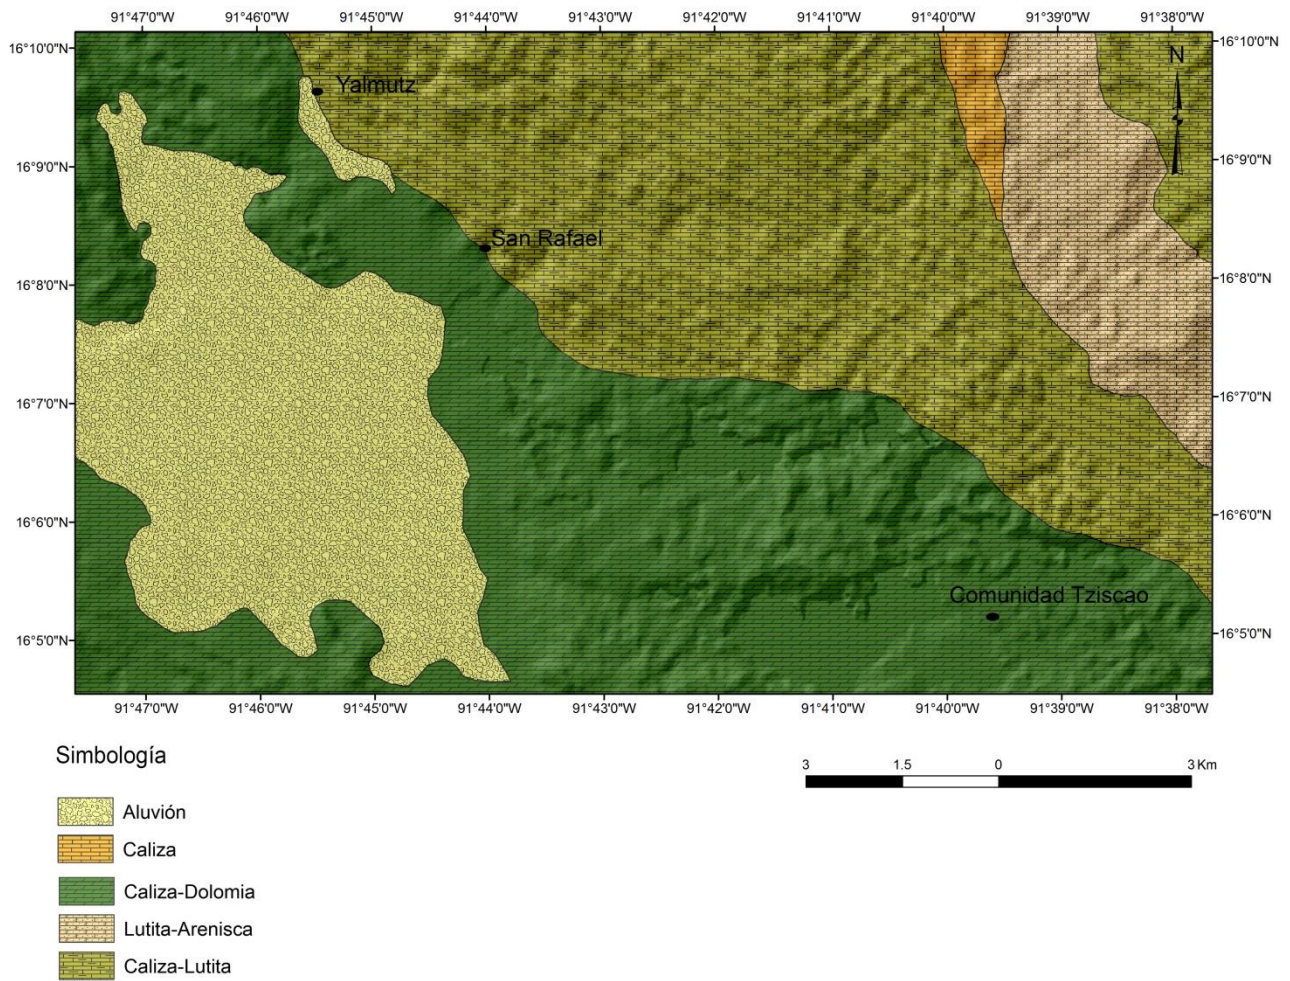 91°47'0"W 91°46'0"W 91°45'0"W 91°44'0"W 91°43'0"W 91°42'0"W 91°41'0"W 91°40'0"W 91°39'0"W 91°38'0"W
16°10'0"N 16°10'0"N
N
Yalmutz
16°9'0"N 16°9'0"N
San Rafael
16°8'0"N 16°8'0"N
16°7'0"N 16°7'0"N
16°6'0"N 16°6'0"N
Comunidad Tziscao
16°5'0"N 16°5'0"N
91°47'0"W 91°46'0"W 91°45'0"W 91°44'0"W 91°43'0"W 91°42'0"W 91°41'0"W 91°40'0"W 91°39'0"W 91°38'0"W
Simbología
3 1.5 0 3 Km
Aluvión
Caliza
Caliza-Dolomia
Lutita-Arenisca
Caliza-Lutita